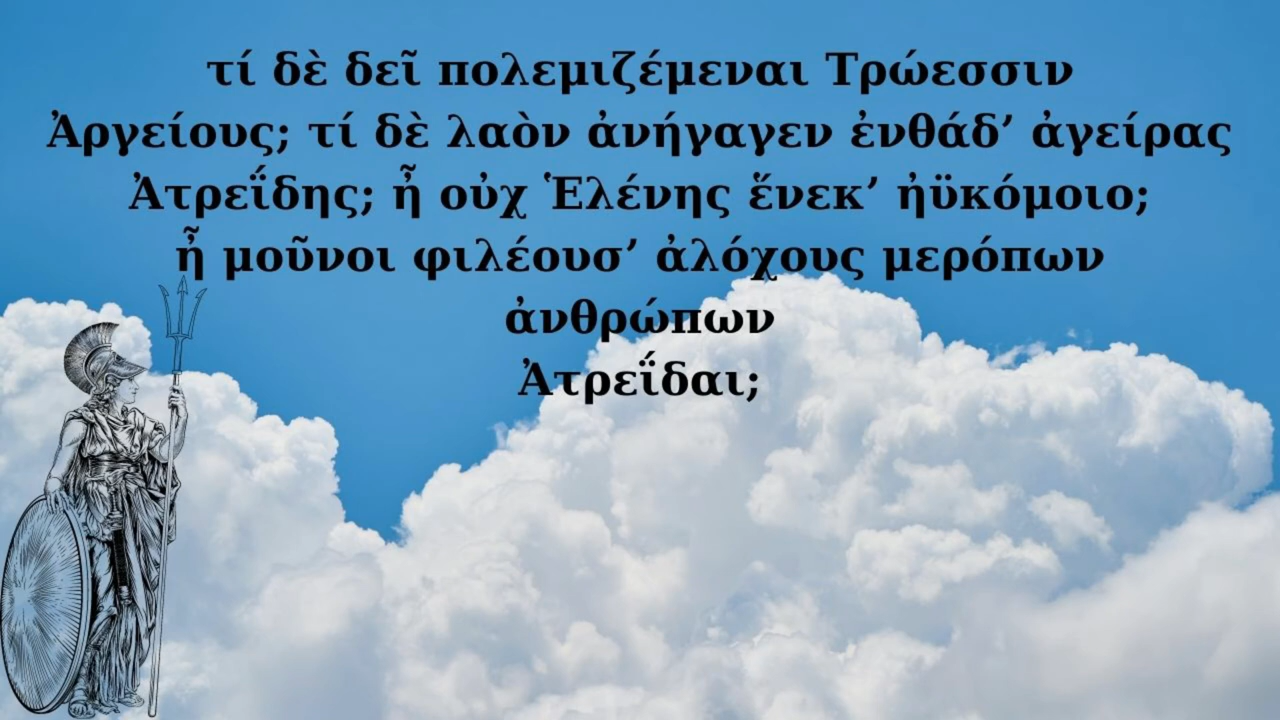 τί δὲ δεῖ πολεμιζέμεναι Τρώεσσιν
Ἀργείους; τί δὲ λαὸν ἀνήγαγεν ἐνθάδ’ ἀγείρας
Ἀτρεΐδης; ἦ οὐχ Ἑλένης ἕνεκ’ ἠϋκόμοιο;
ἦ μοῦνοι φιλέουσ’ ἀλόχους μερόπων
ἀνθρώπων
Ἀτρεΐδαι;